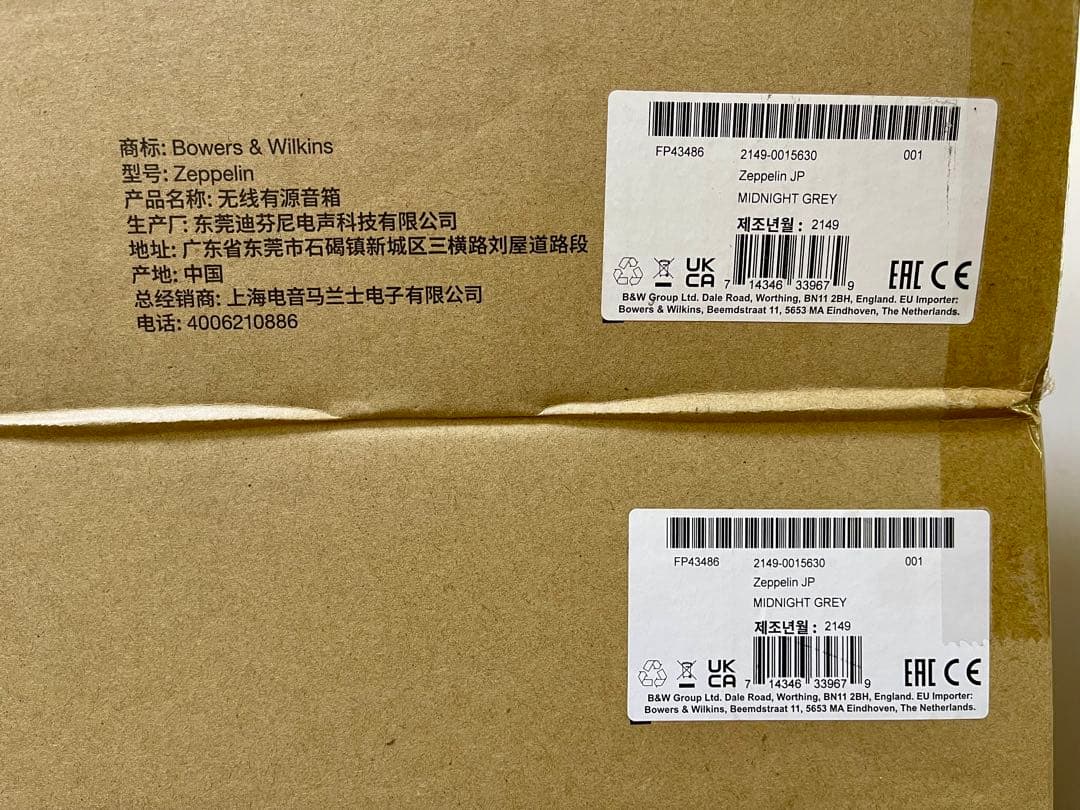 商标: Bowers & Wilkins
型号: Zeppelin
产品名称: 无线有源音箱
生产厂: 东莞迪芬尼电声科技有限公司
地址: 广东省东莞市石碣镇新城区三横路刘屋道路段
产地: 中国
总经销商: 上海电音马兰士电子有限公司
电话: 4006210886
FP43486 2149-0015630 001
Zeppelin JP
MIDNIGHT GREY
제조년월 : 2149
UK CA 7 14346 33967 9 EAC CE
B&W Group Ltd. Dale Road, Worthing, BN11 2BH, England. EU Importer:
Bowers & Wilkins, Beemdstraat 11, 5653 MA Eindhoven, The Netherlands.
FP43486 2149-0015630 001
Zeppelin JP
MIDNIGHT GREY
제조년월 : 2149
UK CA 7 14346 33967 9 EAC CE
B&W Group Ltd. Dale Road, Worthing, BN11 2BH, England. EU Importer:
Bowers & Wilkins, Beemdstraat 11, 5653 MA Eindhoven, The Netherlands.